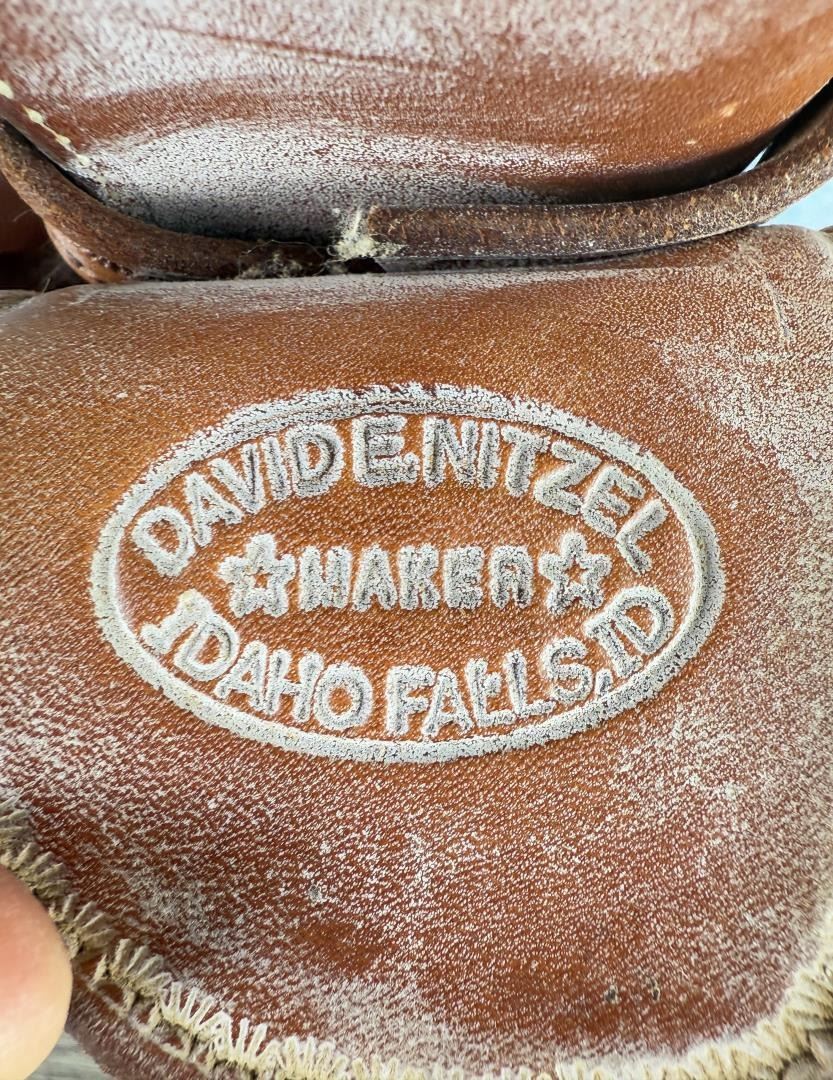 DAVID E. NITZEL
☆MAKER☆
IDAHO FALLS, ID